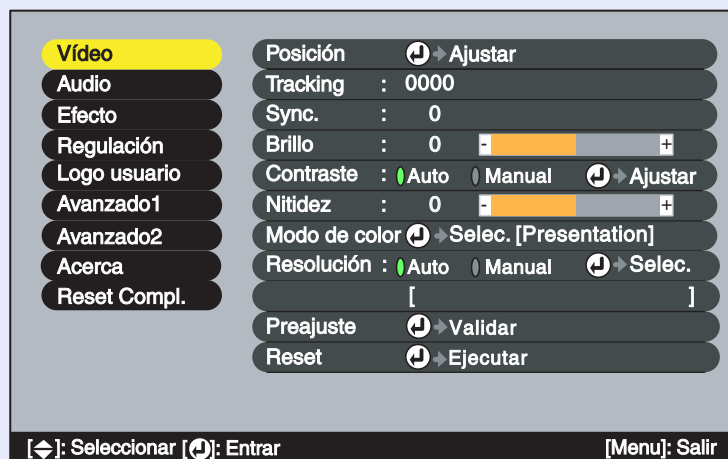 Vídeo
Audio
Efecto
Regulación
Logo usuario
Avanzado1
Avanzado2
Acerca
Reset Compl.
Posición Ajustar
Tracking : 0000
Sync. : 0
Brillo : 0 - +
Contraste : Auto Manual Ajustar
Nitidez : 0 - +
Modo de color Selec. [Presentation]
Resolución : Auto Manual Selec.
[ ]
Preajuste Validar
Reset Ejecutar
[ ]: Seleccionar [ ]: Entrar [Menu]: Salir